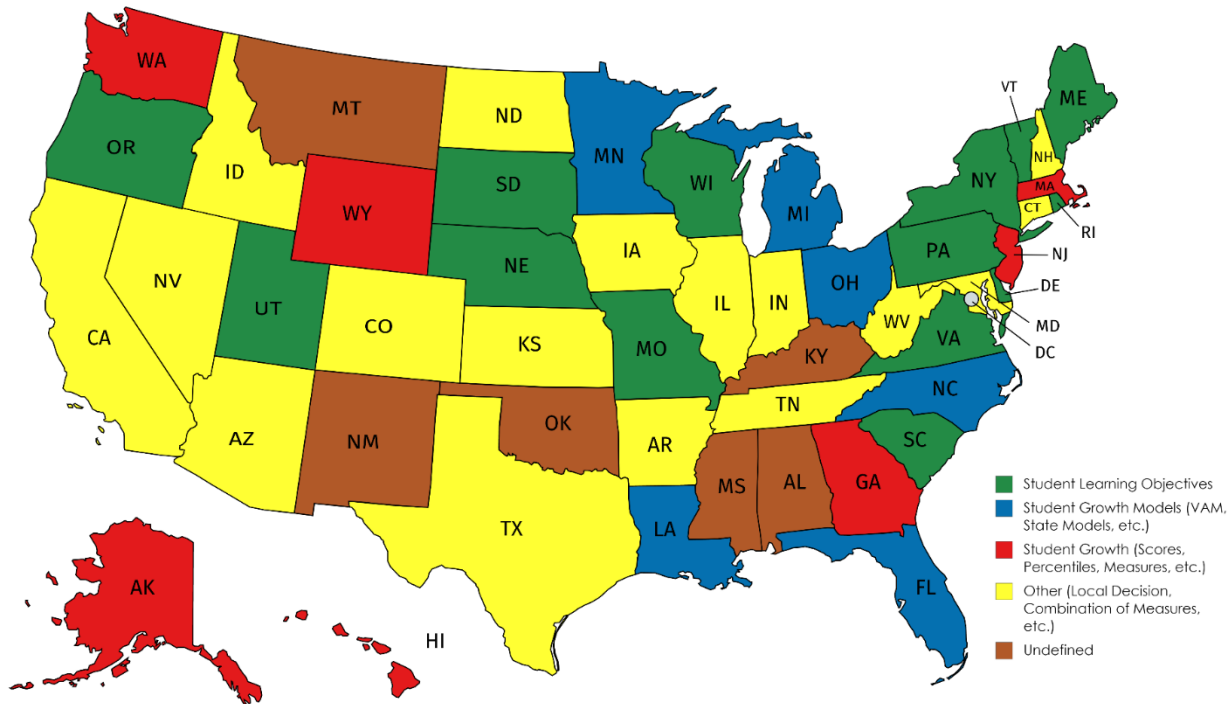 WA
MT
ND
MN
VT
ME
OR
ID
SD
WI
NY
NH
MA
CT
RI
WY
MI
IA
NE
PA
NJ
NV
UT
CO
IL
IN
OH
DE
MD
DC
CA
KS
MO
WV
VA
KY
NC
TN
AZ
NM
OK
AR
SC
MS
AL
GA
TX
LA
FL
AK
HI
Student Learning Objectives
Student Growth Models (VAM,
State Models, etc.)
Student Growth (Scores,
Percentiles, Measures, etc.)
Other (Local Decision,
Combination of Measures,
etc.)
Undefined